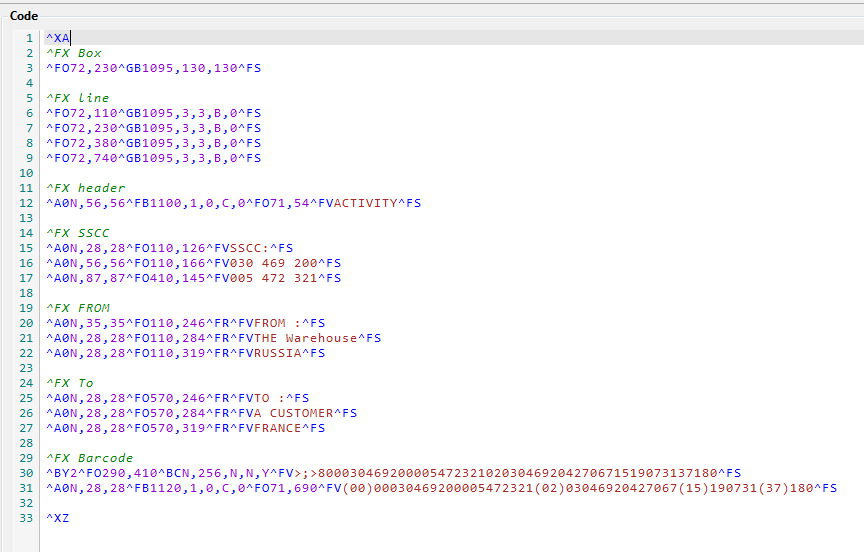 Code
1 ^XA
2 ^FX Box
3 ^FO72,230^GB1095,130,130^FS
4
5 ^FX line
6 ^FO72,110^GB1095,3,3,B,0^FS
7 ^FO72,230^GB1095,3,3,B,0^FS
8 ^FO72,380^GB1095,3,3,B,0^FS
9 ^FO72,740^GB1095,3,3,B,0^FS
10
11 ^FX header
12 ^A0N,56,56^FB1100,1,0,C,0^FO71,54^FVACTIVITY^FS
13
14 ^FX SSCC
15 ^A0N,28,28^FO110,126^FVSSCC:^FS
16 ^A0N,56,56^FO110,166^FV030 469 200^FS
17 ^A0N,87,87^FO410,145^FV005 472 321^FS
18
19 ^FX FROM
20 ^A0N,35,35^FO110,246^FR^FVFROM :^FS
21 ^A0N,28,28^FO110,284^FR^FVTHE Warehouse^FS
22 ^A0N,28,28^FO110,319^FR^FVRUSSIA^FS
23
24 ^FX To
25 ^A0N,28,28^FO570,246^FR^FVTO :^FS
26 ^A0N,28,28^FO570,284^FR^FVA CUSTOMER^FS
27 ^A0N,28,28^FO570,319^FR^FVFRANCE^FS
28
29 ^FX Barcode
30 ^BY2^FO290,410^BCN,256,N,N,Y^FV>;>80003046920000547232102030469204270671519073137180^FS
31 ^A0N,28,28^FB1120,1,0,C,0^FO71,690^FV(00)00030469200005472321(02)03046920427067(15)190731(37)180^FS
32
33 ^XZ